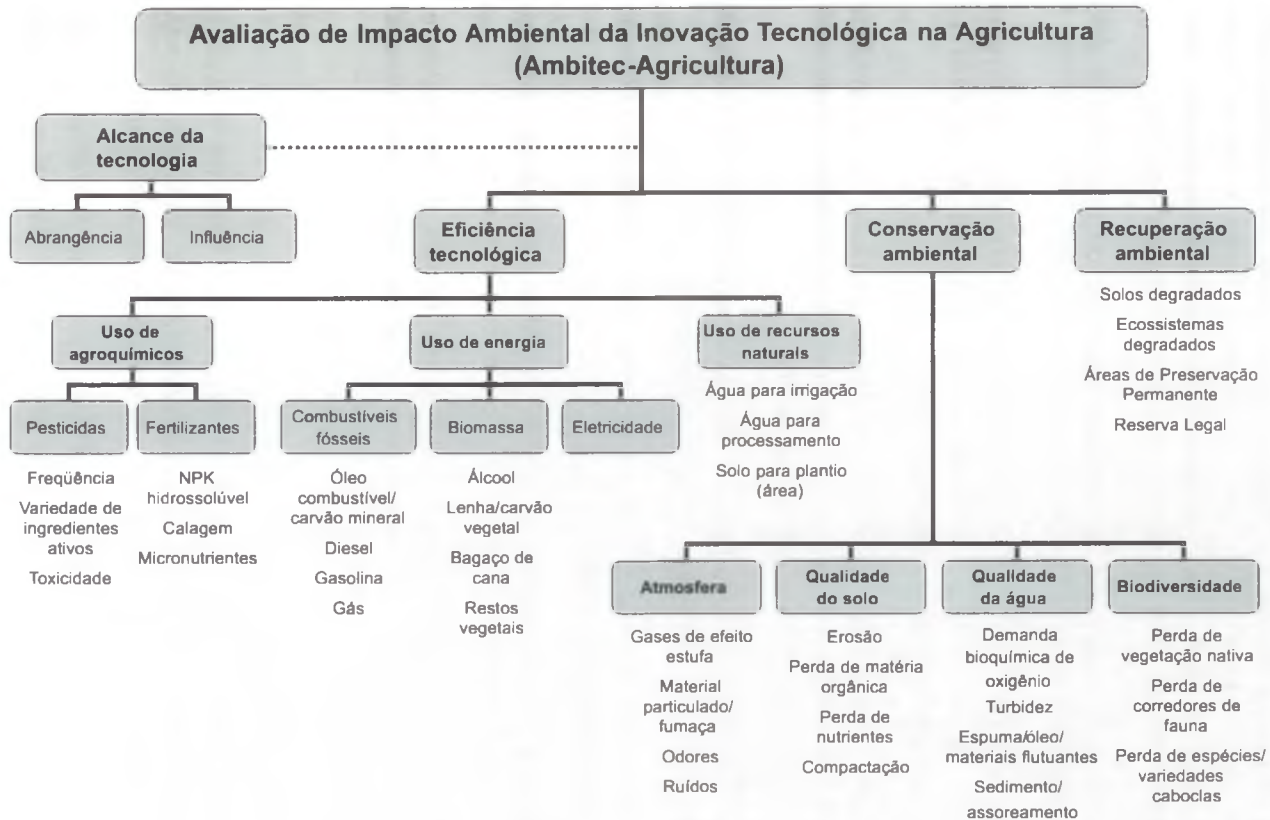 Avaliação de Impacto Ambiental da Inovação Tecnológica na Agricultura
(Ambitec-Agricultura)
Alcance da
tecnologia
Abrangência
Influência
Eficiência
tecnológica
Conservação
ambiental
Recuperação
ambiental
Solos degradados
Ecossistemas
degradados
Áreas de Preservação
Permanente
Reserva Legal
Uso de
agroquímicos
Uso de energia
Uso de recursos
naturais
Água para irrigação
Água para
processamento
Solo para plantio
(área)
Pesticidas
Freqüência
Variedade de
ingredientes
ativos
Toxicidade
Fertilizantes
NPK
hidrossolúvel
Calagem
Micronutrientes
Combustíveis
fósseis
Óleo
combustível/
carvão mineral
Diesel
Gasolina
Gás
Biomassa
Álcool
Lenha/carvão
vegetal
Bagaço de
cana
Restos
vegetais
Eletricidade
Atmosfera
Gases de efeito
estufa
Material
particulado/
fumaça
Odores
Ruídos
Qualidade
do solo
Erosão
Perda de matéria
orgânica
Perda de
nutrientes
Compactação
Qualidade
da água
Demanda
bioquímica de
oxigênio
Turbidez
Espuma/óleo/
materiais flutuantes
Sedimento/
assoreamento
Biodiversidade
Perda de
vegetação nativa
Perda de
corredores de
fauna
Perda de espécies/
variedades
caboclas